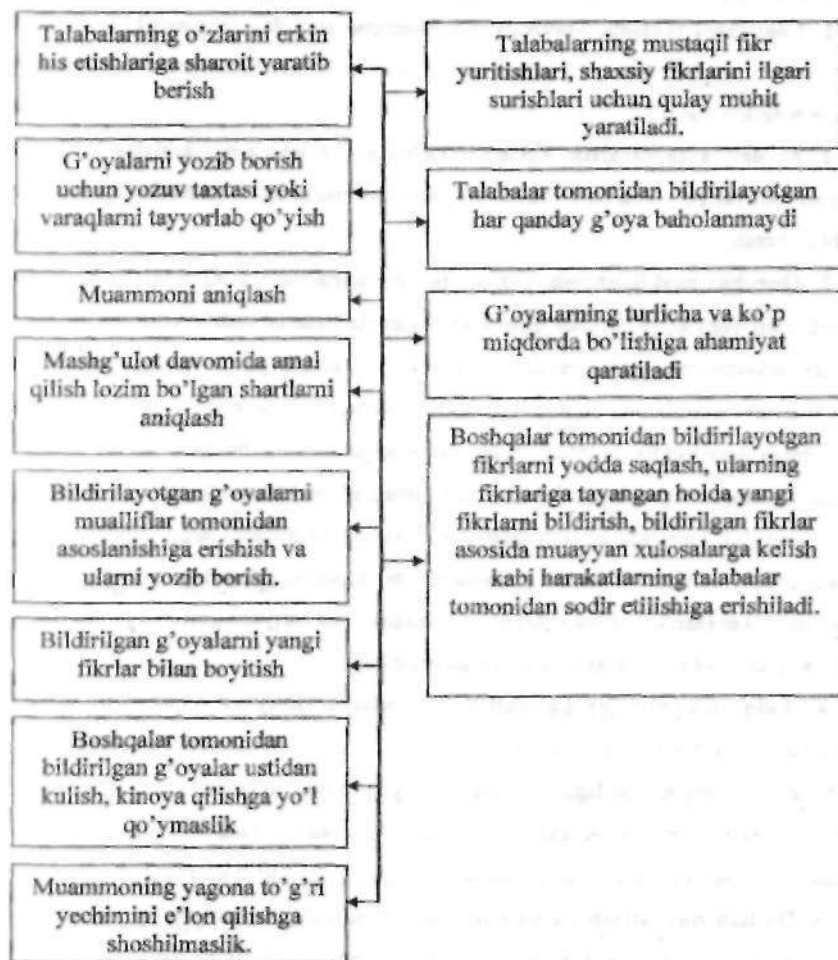 Talabalarning o'zlarini erkin
his etishlariga sharoit yaratib
berish
G'oyalarni yozib borish
uchun yozuv taxtasi yoki
varaqlarni tayyorlab qo'yish
Muammoni aniqlash
Mashg'ulot davomida amal
qilish lozim bo'lgan shartlarni
aniqlash
Bildirilayotgan g'oyalarni
mualliflar tomonidan
asoslanishiga erishish va
ularni yozib borish.
Bildirilgan g'oyalarni yangi
fikrlar bilan boyitish
Boshqalar tomonidan
bildirilgan g'oyalar ustidan
kulish, kinoya qilishga yo'l
qo'ymaslik
Muammoning yagona to'g'ri
yechimini e'lon qilishga
shoshilmaslik.
Talabalarning mustaqil fikr
yuritishlari, shaxsiy fikrlarini ilgari
surishlari uchun qulay muhit
yaratiladi.
Talabalar tomonidan bildirilayotgan
har qanday g'oya baholanmaydi
G'oyalarning turlicha va ko'p
miqdorda bo'lishiga ahamiyat
qaratiladi
Boshqalar tomonidan bildirilayotgan
fikrlarni yodda saqlash, ularning
fikrlariga tayangan holda yangi
fikrlarni bildirish, bildirilgan fikrlar
asosida muayyan xulosalarga kelish
kabi harakatlarning talabalar
tomonidan sodir etilishiga erishiladi.